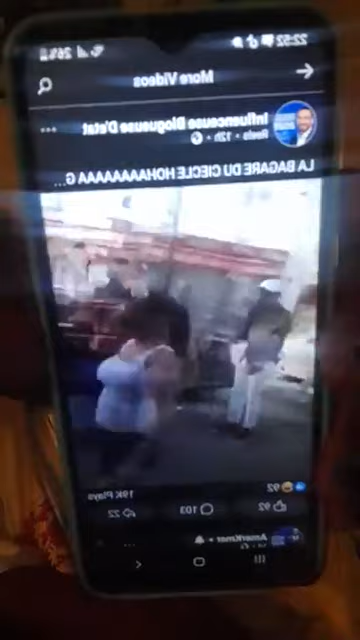 22:52
26%
More Videos
Influenceuse Blogueuse D'etat
Reels · 12h
LA BAGARE DU CIECLE HOHAAAAAAAA G...
92
19K Plays
92
103
22